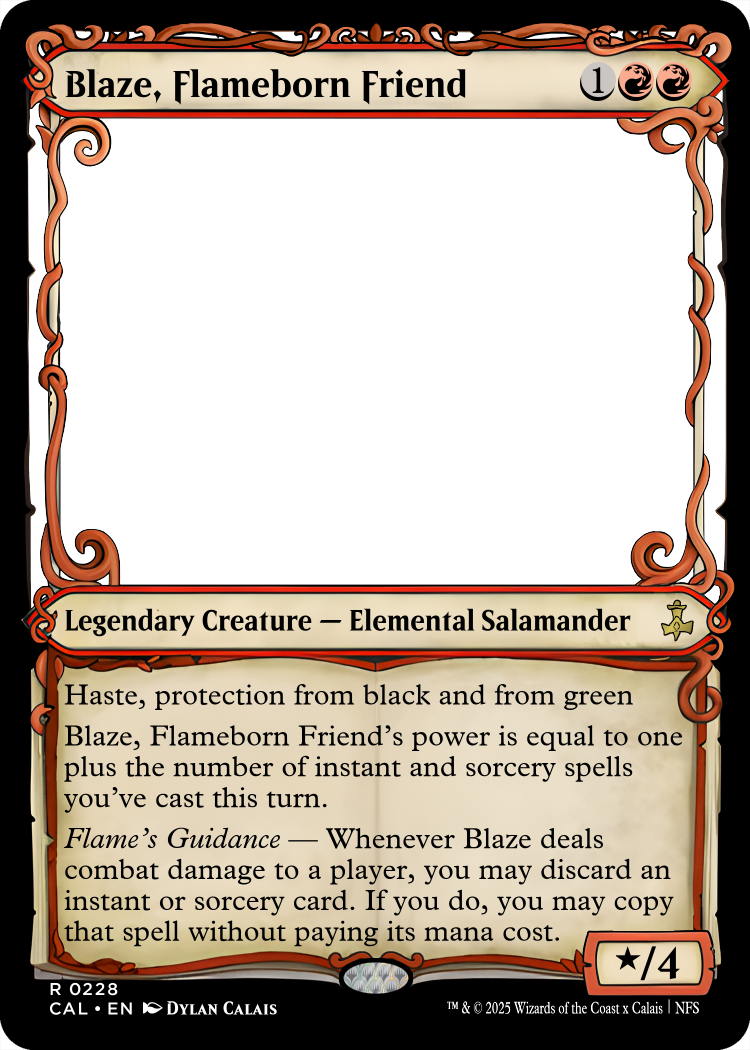 Blaze, Flameborn Friend 1
Legendary Creature — Elemental Salamander
Haste, protection from black and from green
Blaze, Flameborn Friend's power is equal to one
plus the number of instant and sorcery spells
you've cast this turn.
Flame's Guidance — Whenever Blaze deals
combat damage to a player, you may discard an
instant or sorcery card. If you do, you may copy
that spell without paying its mana cost.
★/4
R 0228
CAL • EN Dylan Calais
™ & © 2025 Wizards of the Coast x Calais | NFS